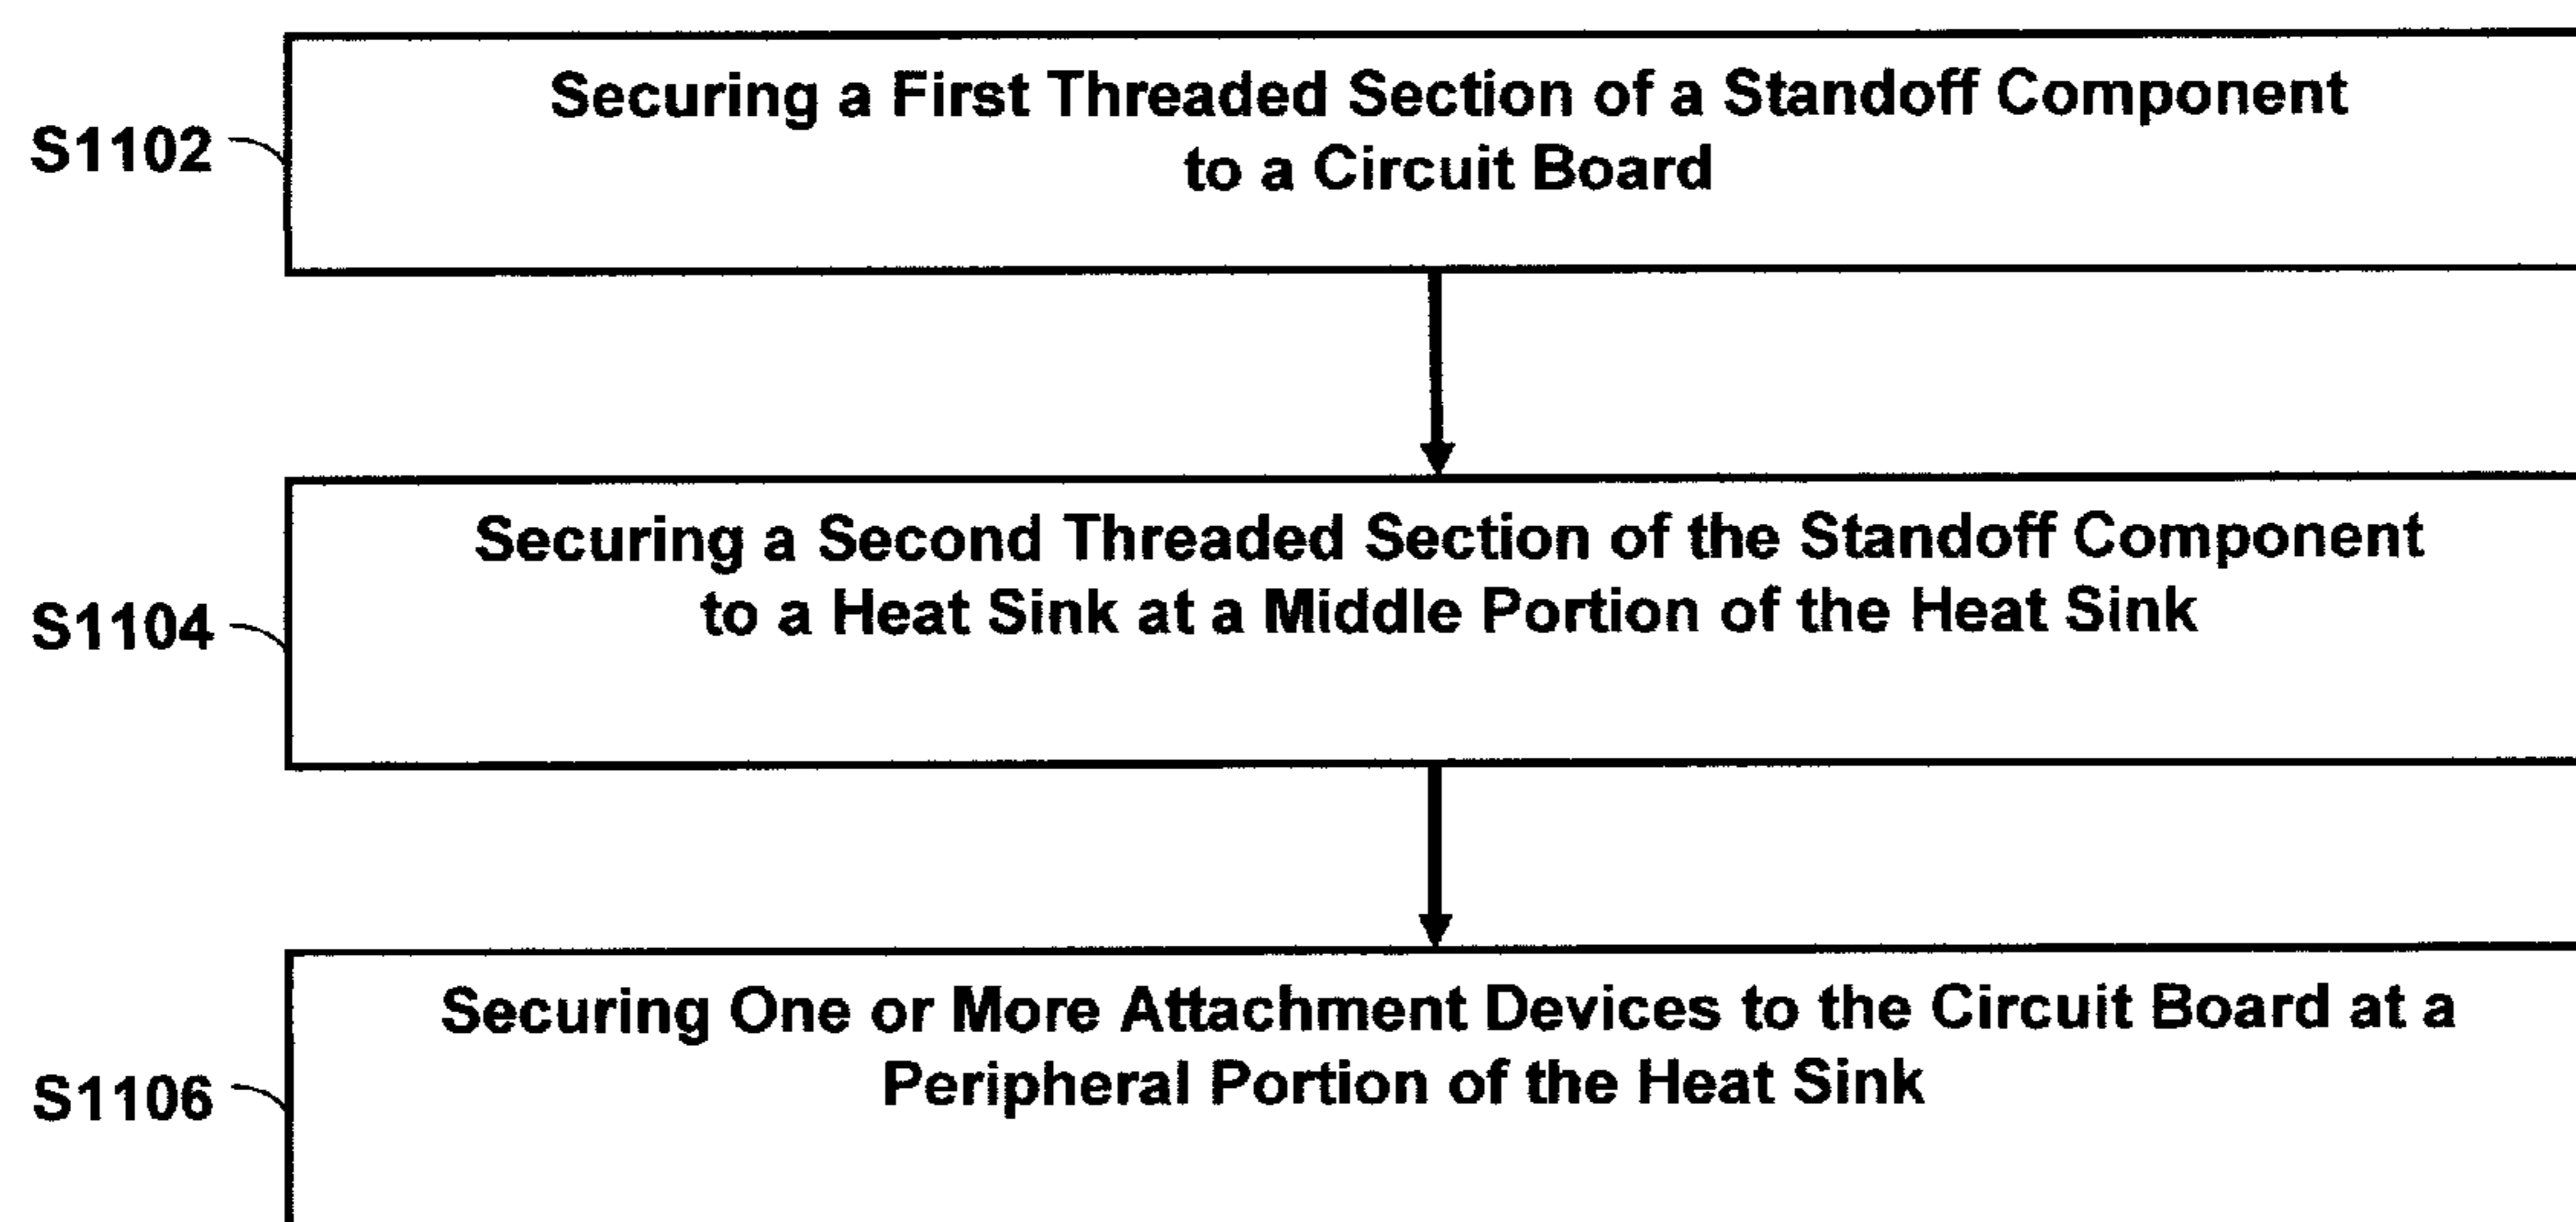 Securing a First Threaded Section of a Standoff Component
to a Circuit Board
S1102
Securing a Second Threaded Section of the Standoff Component
to a Heat Sink at a Middle Portion of the Heat Sink
S1104
Securing One or More Attachment Devices to the Circuit Board at a
Peripheral Portion of the Heat Sink
S1106